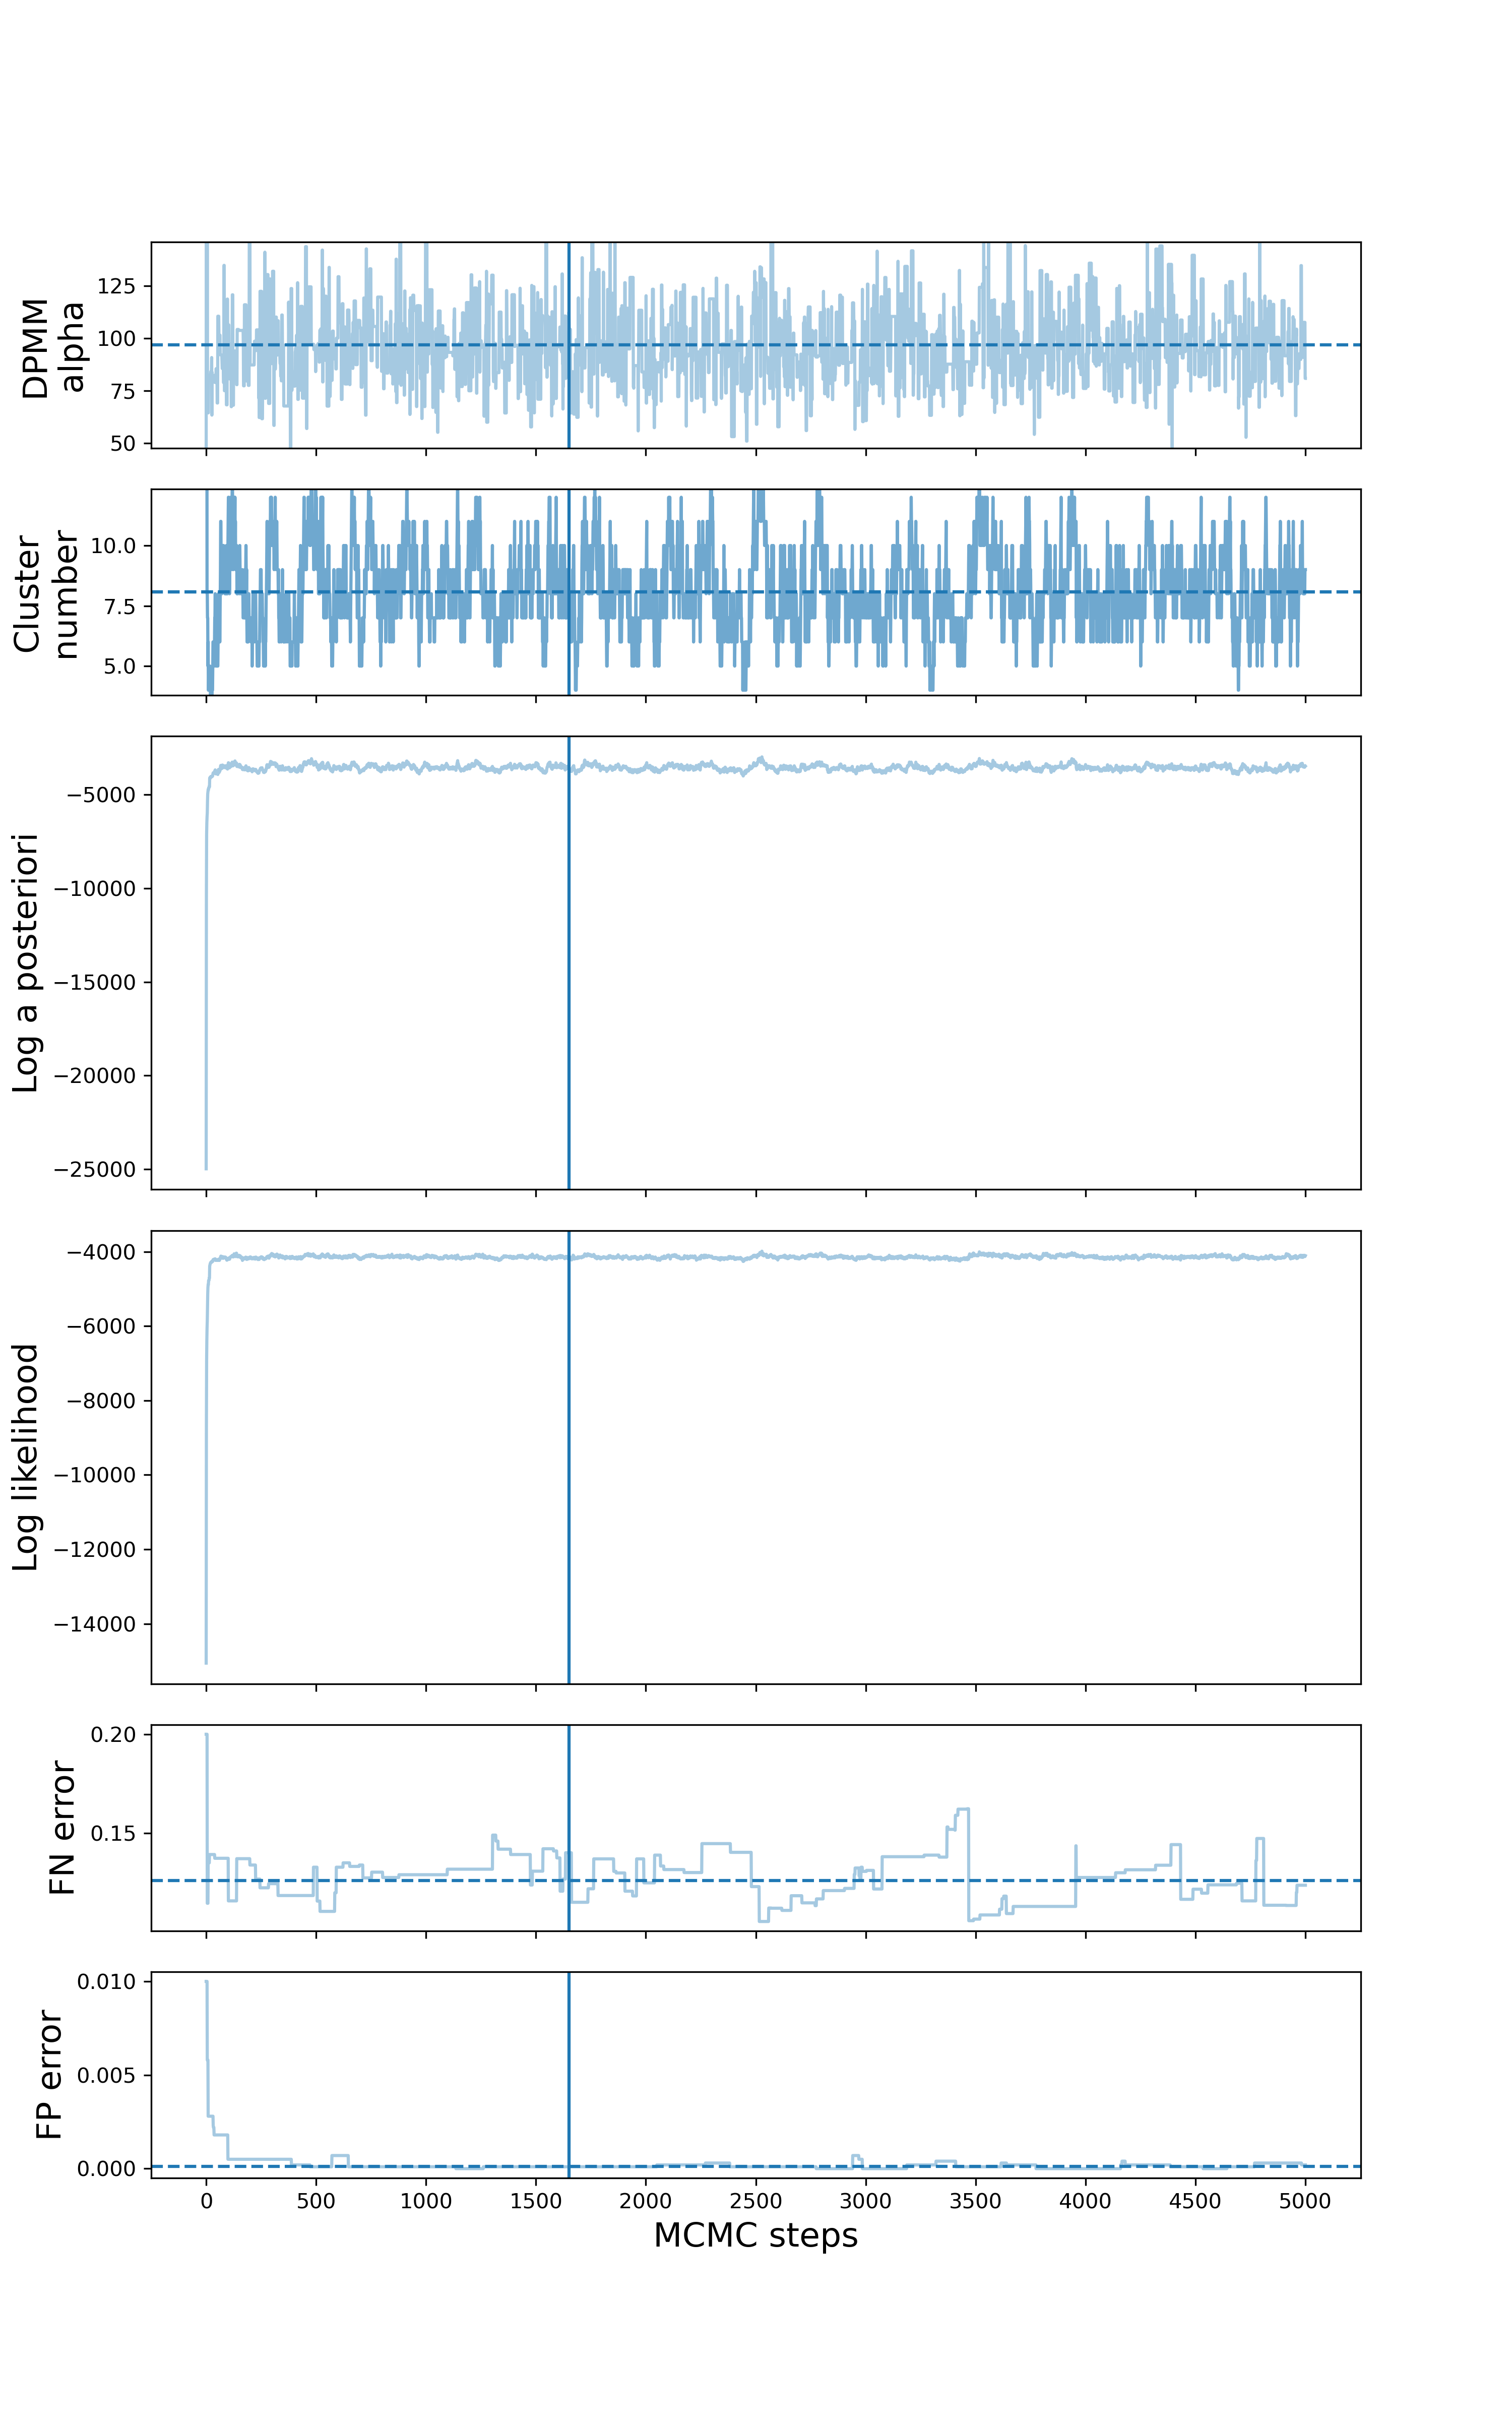 DPMM
alpha
125
100
75
50
Cluster
number
10.0
7.5
5.0
Log a posteriori
−5000
−10000
−15000
−20000
−25000
Log likelihood
−4000
−6000
−8000
−10000
−12000
−14000
FN error
0.20
0.15
FP error
0.010
0.005
0.000
0 500 1000 1500 2000 2500 3000 3500 4000 4500 5000
MCMC steps